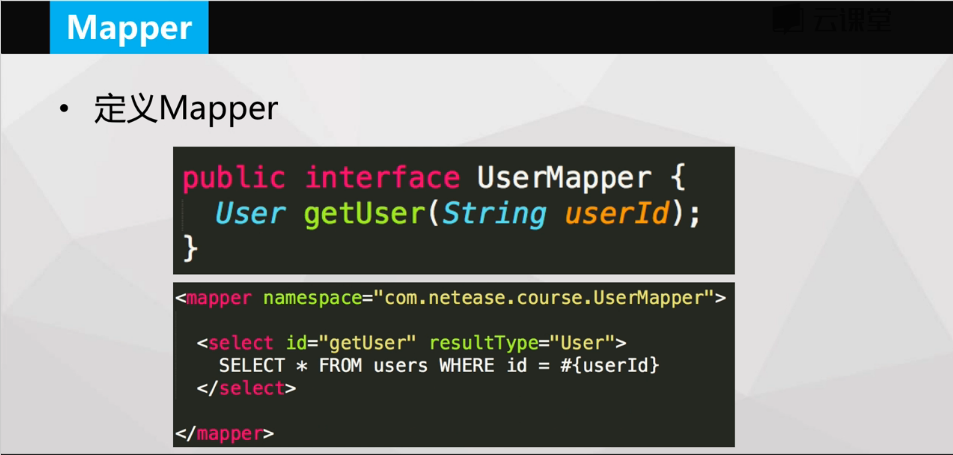 Mapper
云课堂
• 定义Mapper
public interface UserMapper {
User getUser(String userId);
}
<mapper namespace="com.netease.course.UserMapper">
<select id="getUser" resultType="User">
SELECT * FROM users WHERE id = #{userId}
</select>
</mapper>